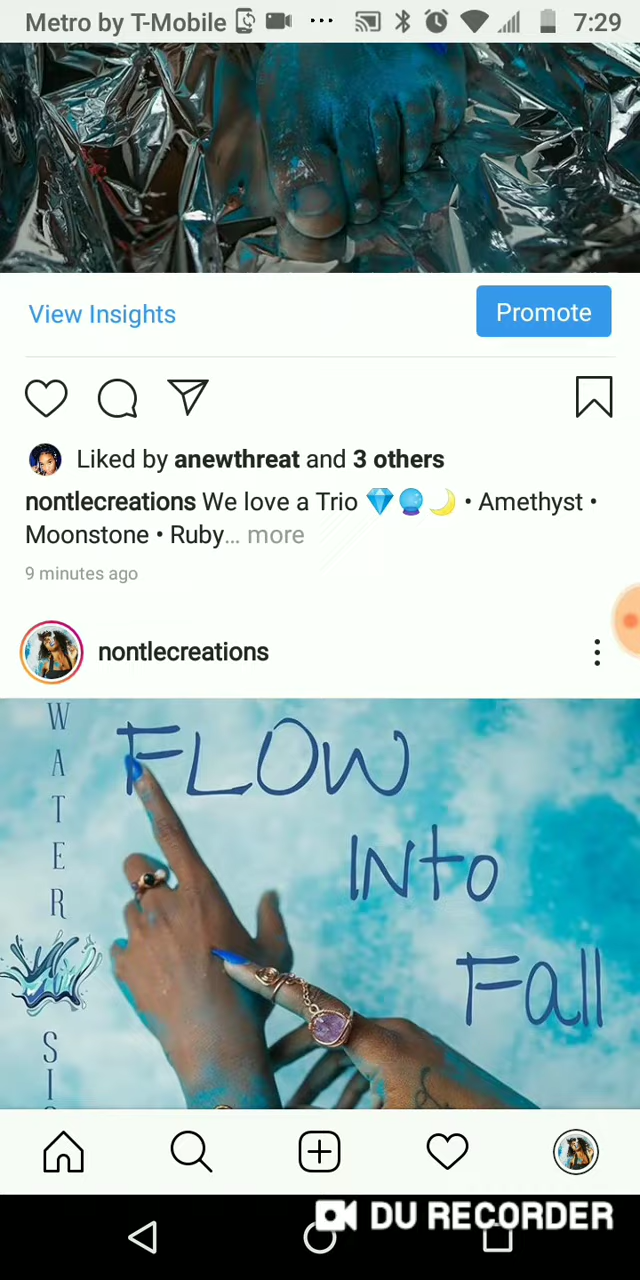 Metro by T-Mobile 7:29
View Insights
Promote
Liked by anewthreat and 3 others
nontlecreations We love a Trio 💎🔮🌙 • Amethyst •
Moonstone • Ruby... more
9 minutes ago
nontlecreations
WATER
SI
FLOW
INto
Fall
DU RECORDER